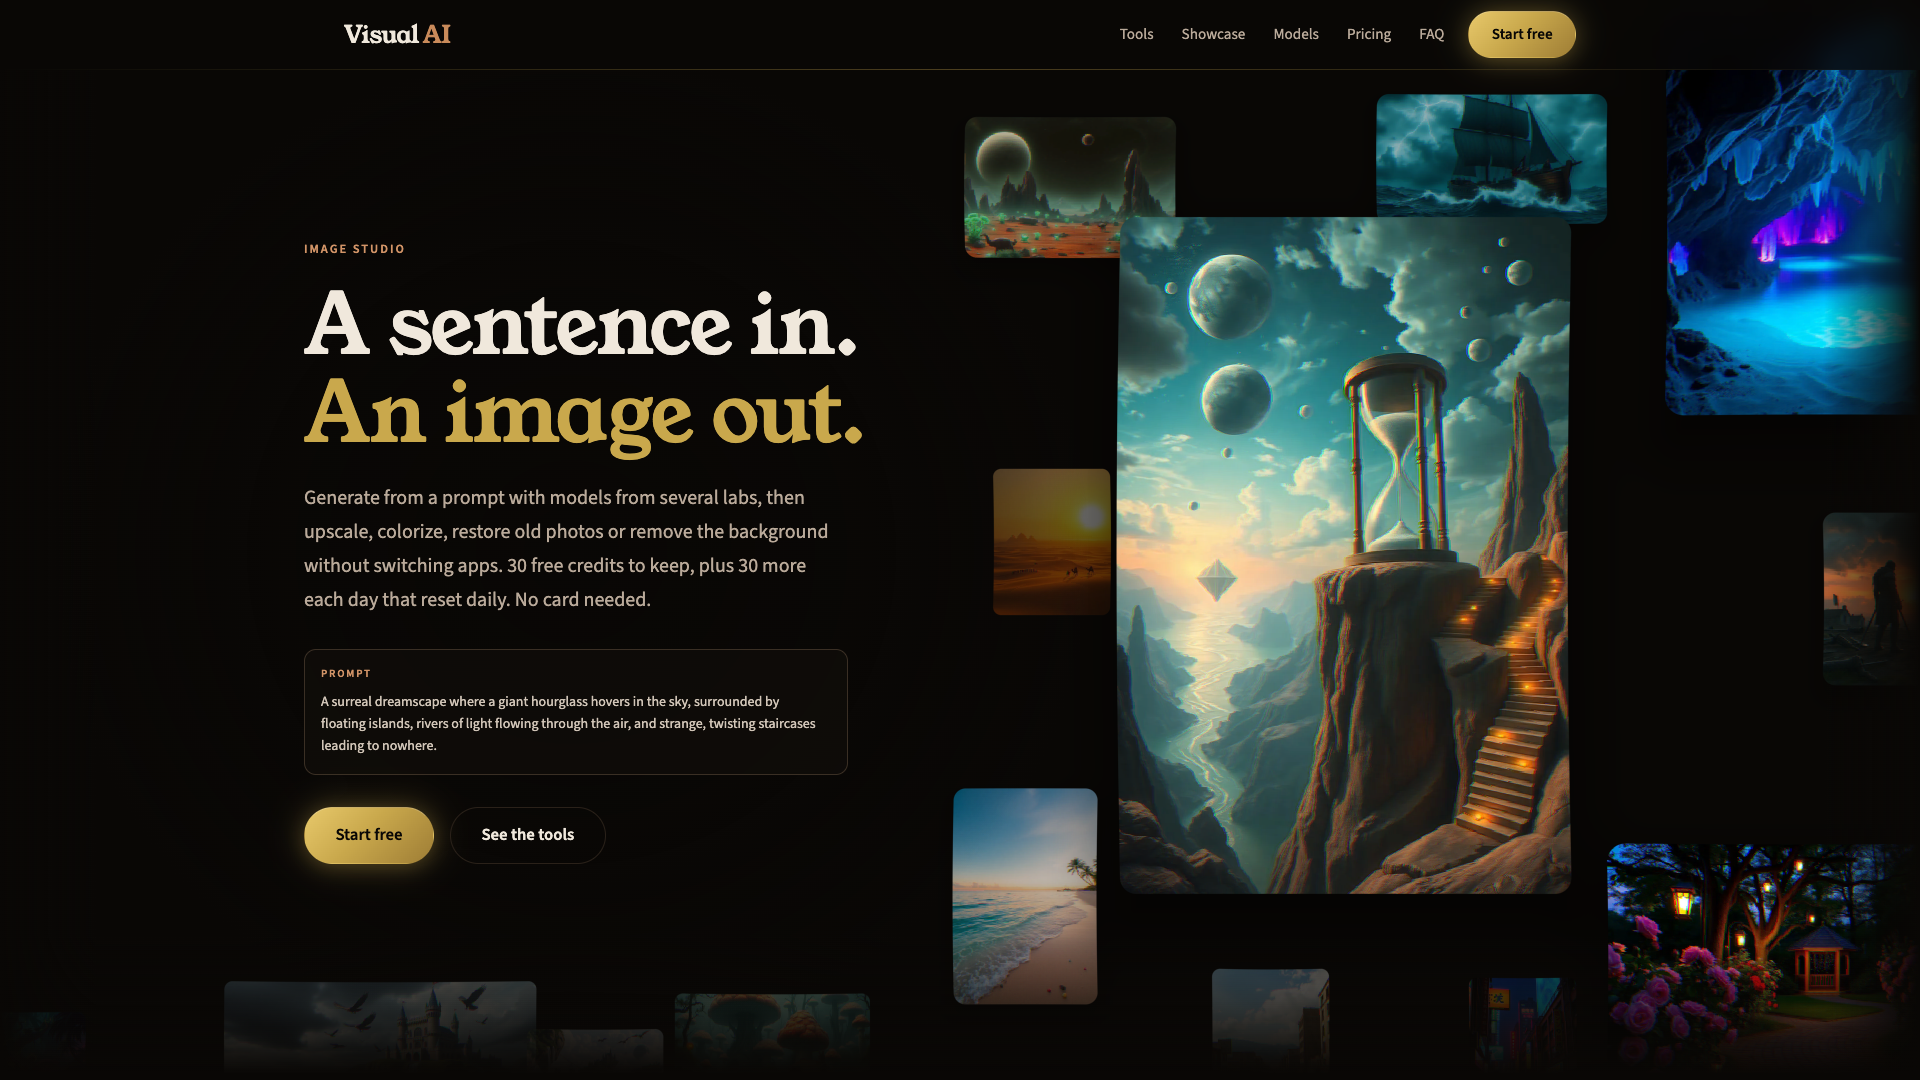 Visual AI
Tools
Showcase
Models
Pricing
FAQ
Start free
IMAGE STUDIO
A sentence in.
An image out.
Generate from a prompt with models from several labs, then
upscale, colorize, restore old photos or remove the background
without switching apps. 30 free credits to keep, plus 30 more
each day that reset daily. No card needed.
PROMPT
A surreal dreamscape where a giant hourglass hovers in the sky, surrounded by
floating islands, rivers of light flowing through the air, and strange, twisting staircases
leading to nowhere.
Start free
See the tools